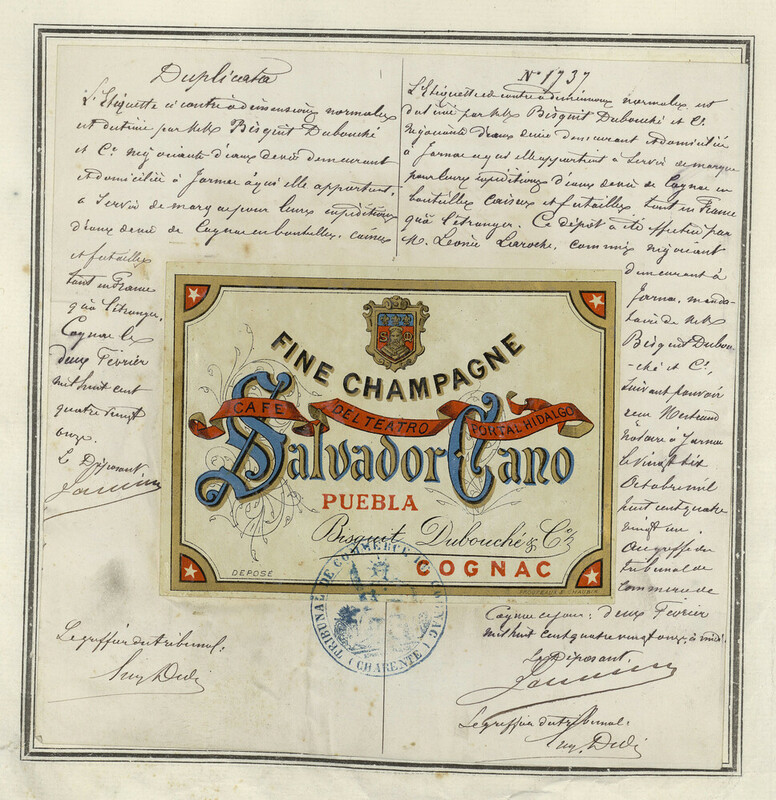 Duplicata
L'Etiquette ci contre a dimensions normales
est destinée par M.M. Bisquit Dubouché
et Cie négociants d'eaux de vie demeurant
et domiciliés à Jarnac à qui elle appartient,
à servir de marque pour leurs expéditions
d'eaux de vie de Cognac en bouteilles, caisses
et futailles
tant en France
qu'à l'étranger.
Cognac le
deux Février
mil huit cent
quatre vingt
onze.
Le Déposant
Le greffier du tribunal:
No 1737
L'Etiquette ci-contre à dimensions normales est
destinée par M.M. Bisquit Dubouché et Cie
négociants d'eaux de vie demeurant et domiciliés
à Jarnac à qui elle appartient à servir de marque
pour leurs expéditions d'eaux de vie de Cognac en
bouteilles caisses et futailles tant en France
qu'à l'étranger. Ce dépôt a été effectué par
M. Leonce Laroche, commis négociant
demeurant à
Jarnac, manda-
taire de M.M.
Bisquit Dubou-
ché et Cie,
suivant pouvoir
notaire à Jarnac
le vingt six
Octobre mil
huit cent quatre
vingt un.
Au greffe du
tribunal de
commerce de
Cognac ce jour: deux Février
mil huit cent quatre vingt onze, à midi.
Le Déposant.
Le greffier du tribunal:
FINE CHAMPAGNE
CAFE DEL TEATRO PORTAL HIDALGO
Salvador Cano
PUEBLA
Bisquit Dubouché & Co
COGNAC
DEPOSÉ
TRIBUNAL DE COMMERCE DE COGNAC
(CHARENTE)